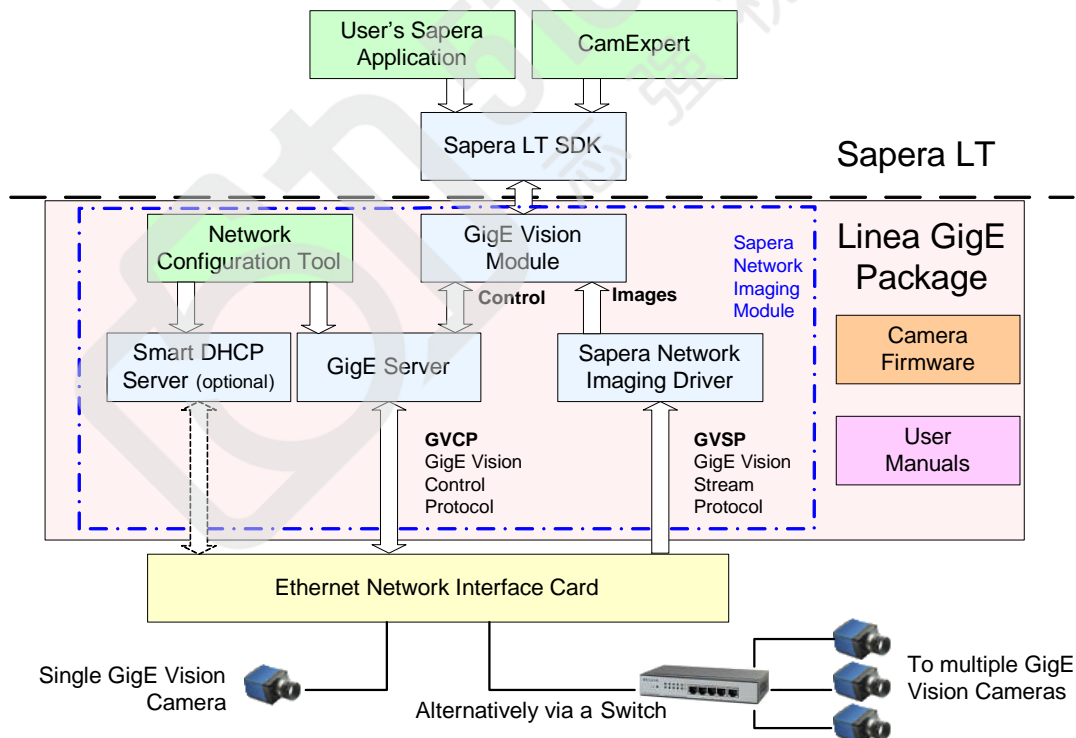 User's Sapera
Application
CamExpert
Sapera LT SDK
Sapera LT
Network
Configuration Tool
GigE Vision
Module
Sapera
Network
Imaging
Module
Linea GigE
Package
Control
Images
Smart DHCP
Server (optional)
GigE Server
Sapera Network
Imaging Driver
Camera
Firmware
GVCP
GigE Vision
Control
Protocol
GVSP
GigE Vision
Stream
Protocol
User
Manuals
Ethernet Network Interface Card
Single GigE Vision
Camera
Alternatively via a Switch
To multiple GigE
Vision Cameras